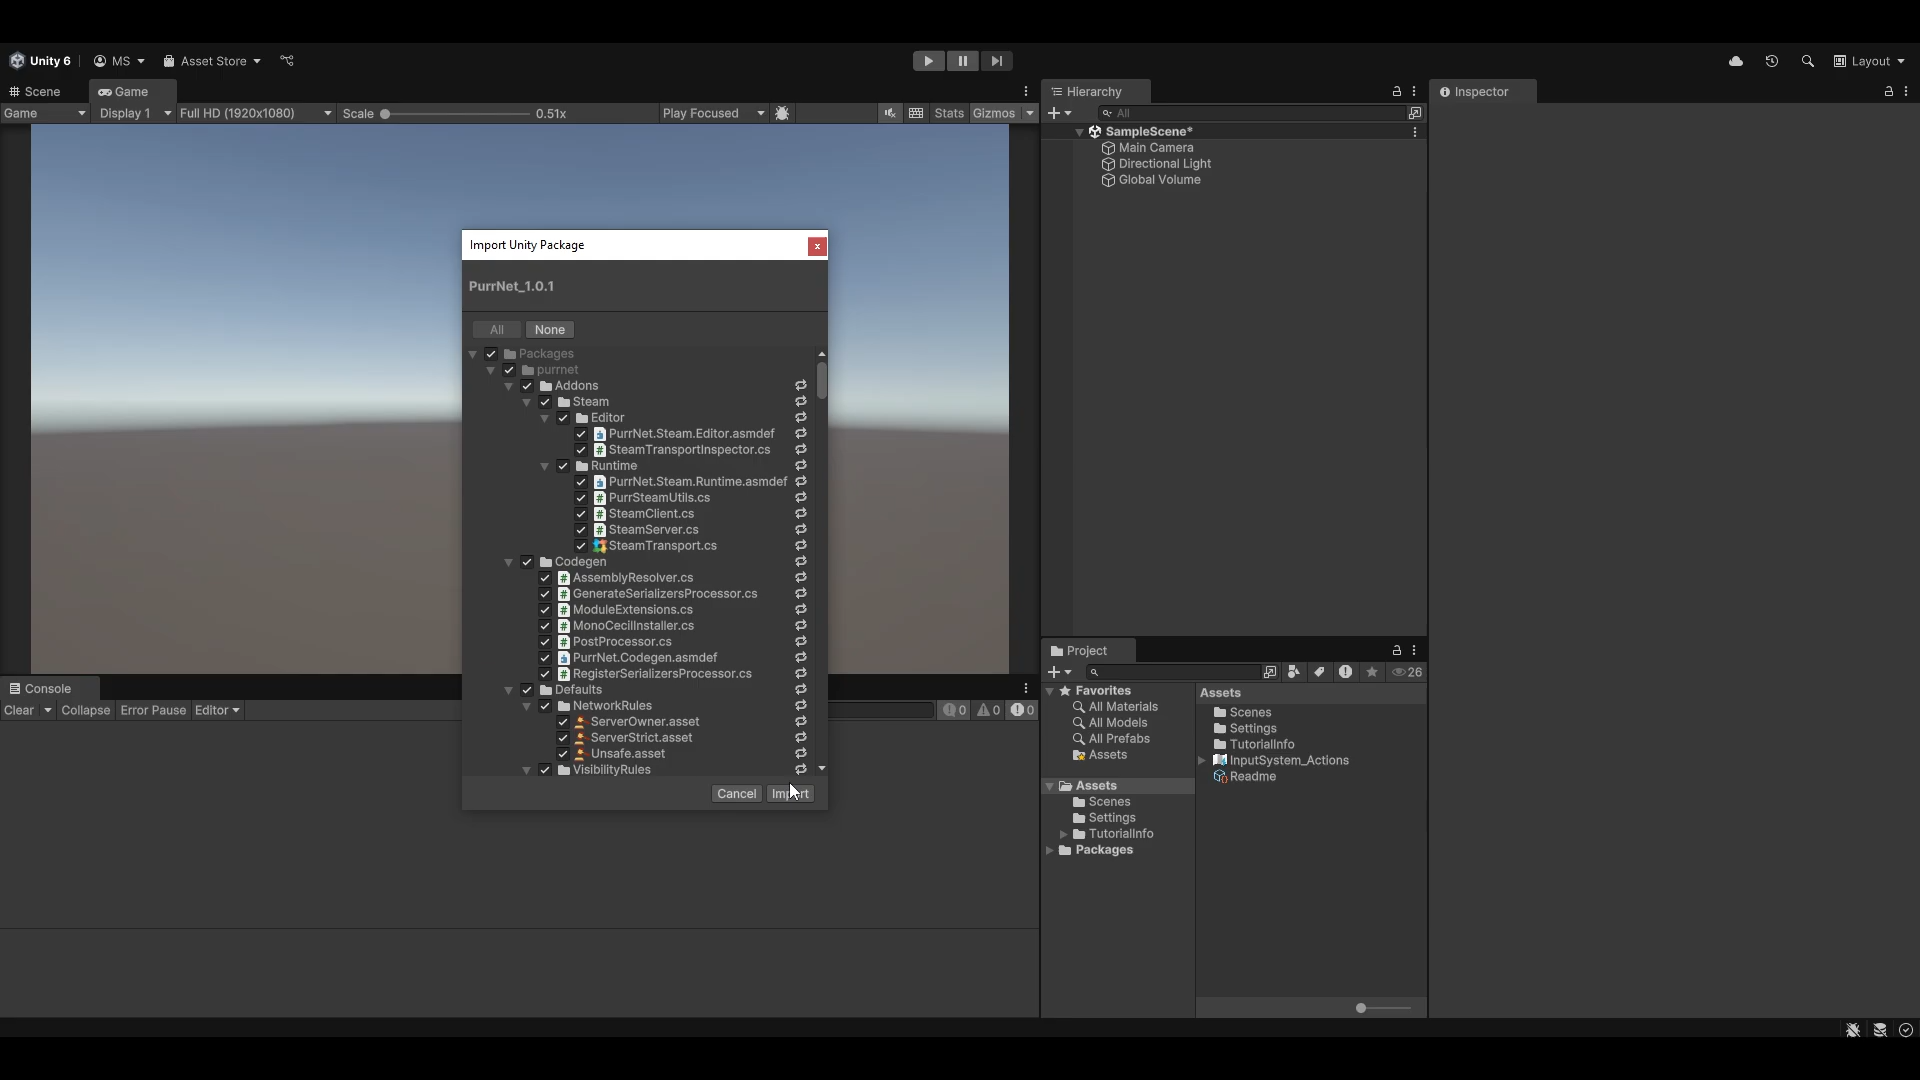 Unity 6
MS
Asset Store
Layout
Scene
Game
Hierarchy
Inspector
Game
Display 1
Full HD (1920x1080)
Scale
0.51x
Play Focused
Stats
Gizmos
All
SampleScene*
Main Camera
Directional Light
Global Volume
Import Unity Package
x
PurrNet_1.0.1
All
None
Packages
purrnet
Addons
Steam
Editor
PurrNet.Steam.Editor.asmdef
SteamTransportInspector.cs
Runtime
PurrNet.Steam.Runtime.asmdef
PurrSteamUtils.cs
SteamClient.cs
SteamServer.cs
SteamTransport.cs
Codegen
AssemblyResolver.cs
GenerateSerializersProcessor.cs
ModuleExtensions.cs
MonoCecilInstaller.cs
PostProcessor.cs
PurrNet.Codegen.asmdef
RegisterSerializersProcessor.cs
Defaults
NetworkRules
ServerOwner.asset
ServerStrict.asset
Unsafe.asset
VisibilityRules
Cancel
Import
Console
Clear
Collapse
Error Pause
Editor
0
0
0
Project
26
Favorites
All Materials
All Models
All Prefabs
Assets
Assets
Scenes
Settings
TutorialInfo
Packages
Assets
Scenes
Settings
TutorialInfo
InputSystem_Actions
Readme